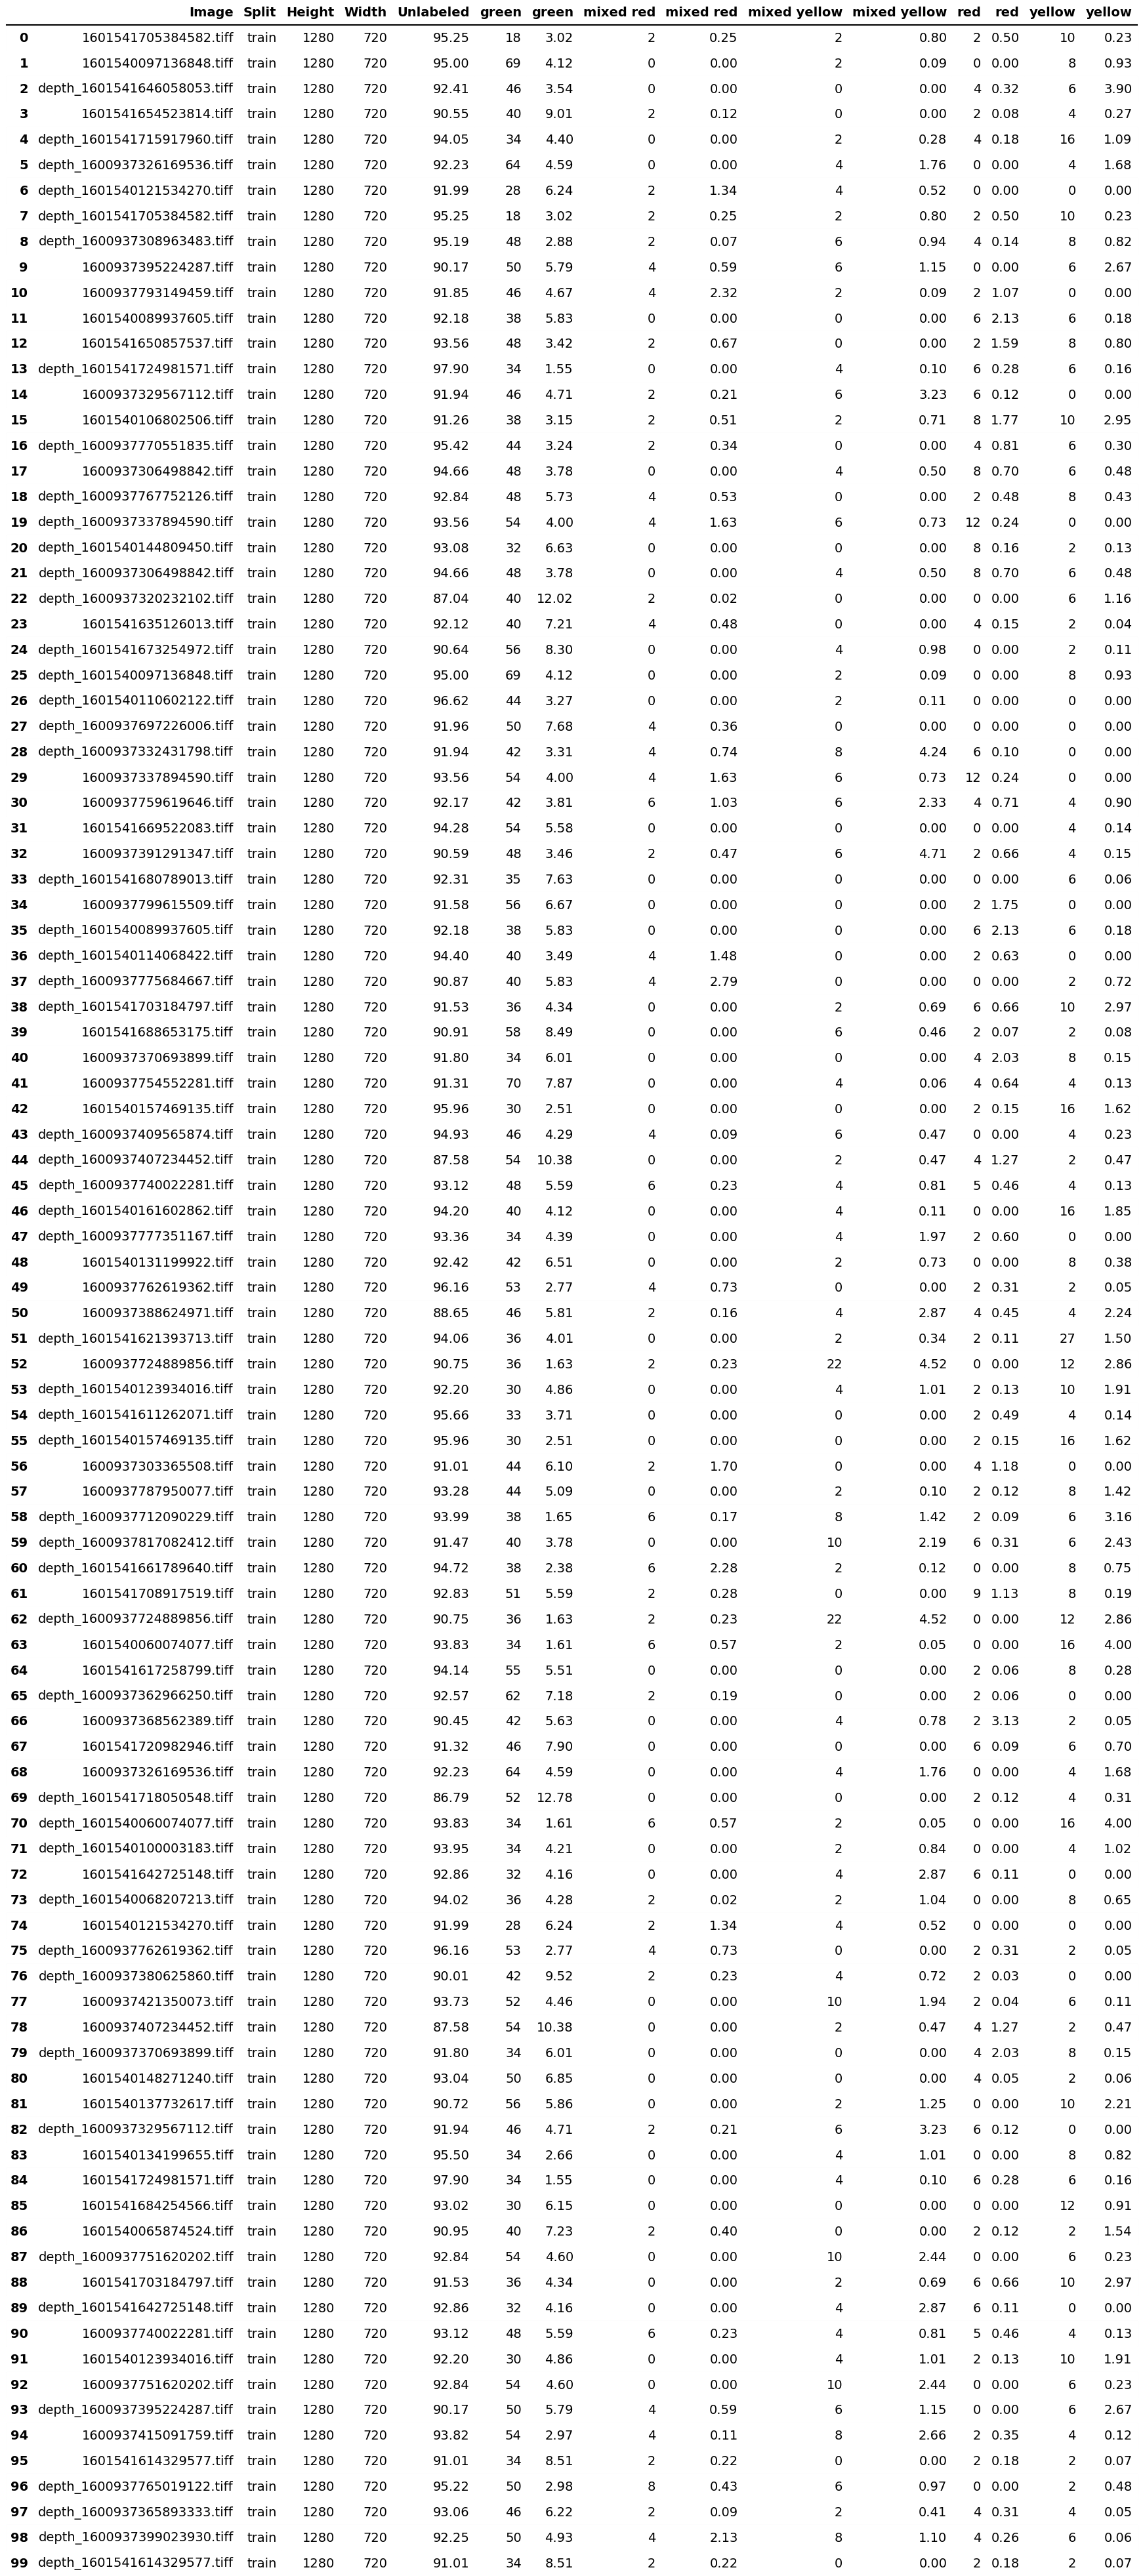 Image Split Height Width Unlabeled green green mixed red mixed red mixed yellow mixed yellow red red yellow yellow
0 1601541705384582.tiff train 1280 720 95.25 18 3.02 2 0.25 2 0.80 2 0.50 10 0.23
1 1601540097136848.tiff train 1280 720 95.00 69 4.12 0 0.00 2 0.09 0 0.00 8 0.93
2 depth_1601541646058053.tiff train 1280 720 92.41 46 3.54 0 0.00 0 0.00 4 0.32 6 3.90
3 1601541654523814.tiff train 1280 720 90.55 40 9.01 2 0.12 0 0.00 2 0.08 4 0.27
4 depth_1601541715917960.tiff train 1280 720 94.05 34 4.40 0 0.00 2 0.28 4 0.18 16 1.09
5 depth_1600937326169536.tiff train 1280 720 92.23 64 4.59 0 0.00 4 1.76 0 0.00 4 1.68
6 depth_1601540121534270.tiff train 1280 720 91.99 28 6.24 2 1.34 4 0.52 0 0.00 0 0.00
7 depth_1601541705384582.tiff train 1280 720 95.25 18 3.02 2 0.25 2 0.80 2 0.50 10 0.23
8 depth_1600937308963483.tiff train 1280 720 95.19 48 2.88 2 0.07 6 0.94 4 0.14 8 0.82
9 1600937395224287.tiff train 1280 720 90.17 50 5.79 4 0.59 6 1.15 0 0.00 6 2.67
10 1600937793149459.tiff train 1280 720 91.85 46 4.67 4 2.32 2 0.09 2 1.07 0 0.00
11 1601540089937605.tiff train 1280 720 92.18 38 5.83 0 0.00 0 0.00 6 2.13 6 0.18
12 1601541650857537.tiff train 1280 720 93.56 48 3.42 2 0.67 0 0.00 2 1.59 8 0.80
13 depth_1601541724981571.tiff train 1280 720 97.90 34 1.55 0 0.00 4 0.10 6 0.28 6 0.16
14 1600937329567112.tiff train 1280 720 91.94 46 4.71 2 0.21 6 3.23 6 0.12 0 0.00
15 1601540106802506.tiff train 1280 720 91.26 38 3.15 2 0.51 2 0.71 8 1.77 10 2.95
16 depth_1600937770551835.tiff train 1280 720 95.42 44 3.24 2 0.34 0 0.00 4 0.81 6 0.30
17 1600937306498842.tiff train 1280 720 94.66 48 3.78 0 0.00 4 0.50 8 0.70 6 0.48
18 depth_1600937767752126.tiff train 1280 720 92.84 48 5.73 4 0.53 0 0.00 2 0.48 8 0.43
19 depth_1600937337894590.tiff train 1280 720 93.56 54 4.00 4 1.63 6 0.73 12 0.24 0 0.00
20 depth_1601540144809450.tiff train 1280 720 93.08 32 6.63 0 0.00 0 0.00 8 0.16 2 0.13
21 depth_1600937306498842.tiff train 1280 720 94.66 48 3.78 0 0.00 4 0.50 8 0.70 6 0.48
22 depth_1600937320232102.tiff train 1280 720 87.04 40 12.02 2 0.02 0 0.00 0 0.00 6 1.16
23 1601541635126013.tiff train 1280 720 92.12 40 7.21 4 0.48 0 0.00 4 0.15 2 0.04
24 depth_1601541673254972.tiff train 1280 720 90.64 56 8.30 0 0.00 4 0.98 0 0.00 2 0.11
25 depth_1601540097136848.tiff train 1280 720 95.00 69 4.12 0 0.00 2 0.09 0 0.00 8 0.93
26 depth_1601540110602122.tiff train 1280 720 96.62 44 3.27 0 0.00 2 0.11 0 0.00 0 0.00
27 depth_1600937697226006.tiff train 1280 720 91.96 50 7.68 4 0.36 0 0.00 0 0.00 0 0.00
28 depth_1600937332431798.tiff train 1280 720 91.94 42 3.31 4 0.74 8 4.24 6 0.10 0 0.00
29 1600937337894590.tiff train 1280 720 93.56 54 4.00 4 1.63 6 0.73 12 0.24 0 0.00
30 1600937759619646.tiff train 1280 720 92.17 42 3.81 6 1.03 6 2.33 4 0.71 4 0.90
31 1601541669522083.tiff train 1280 720 94.28 54 5.58 0 0.00 0 0.00 0 0.00 4 0.14
32 1600937391291347.tiff train 1280 720 90.59 48 3.46 2 0.47 6 4.71 2 0.66 4 0.15
33 depth_1601541680789013.tiff train 1280 720 92.31 35 7.63 0 0.00 0 0.00 0 0.00 6 0.06
34 1600937799615509.tiff train 1280 720 91.58 56 6.67 0 0.00 0 0.00 2 1.75 0 0.00
35 depth_1601540089937605.tiff train 1280 720 92.18 38 5.83 0 0.00 0 0.00 6 2.13 6 0.18
36 depth_1601540114068422.tiff train 1280 720 94.40 40 3.49 4 1.48 0 0.00 2 0.63 0 0.00
37 depth_1600937775684667.tiff train 1280 720 90.87 40 5.83 4 2.79 0 0.00 0 0.00 2 0.72
38 depth_1601541703184797.tiff train 1280 720 91.53 36 4.34 0 0.00 2 0.69 6 0.66 10 2.97
39 1601541688653175.tiff train 1280 720 90.91 58 8.49 0 0.00 6 0.46 2 0.07 2 0.08
40 1600937370693899.tiff train 1280 720 91.80 34 6.01 0 0.00 0 0.00 4 2.03 8 0.15
41 1600937754552281.tiff train 1280 720 91.31 70 7.87 0 0.00 4 0.06 4 0.64 4 0.13
42 1601540157469135.tiff train 1280 720 95.96 30 2.51 0 0.00 0 0.00 2 0.15 16 1.62
43 depth_1600937409565874.tiff train 1280 720 94.93 46 4.29 4 0.09 6 0.47 0 0.00 4 0.23
44 depth_1600937407234452.tiff train 1280 720 87.58 54 10.38 0 0.00 2 0.47 4 1.27 2 0.47
45 depth_1600937740022281.tiff train 1280 720 93.12 48 5.59 6 0.23 4 0.81 5 0.46 4 0.13
46 depth_1601540161602862.tiff train 1280 720 94.20 40 4.12 0 0.00 4 0.11 0 0.00 16 1.85
47 depth_1600937777351167.tiff train 1280 720 93.36 34 4.39 0 0.00 4 1.97 2 0.60 0 0.00
48 1601540131199922.tiff train 1280 720 92.42 42 6.51 0 0.00 2 0.73 0 0.00 8 0.38
49 1600937762619362.tiff train 1280 720 96.16 53 2.77 4 0.73 0 0.00 2 0.31 2 0.05
50 1600937388624971.tiff train 1280 720 88.65 46 5.81 2 0.16 4 2.87 4 0.45 4 2.24
51 depth_1601541621393713.tiff train 1280 720 94.06 36 4.01 0 0.00 2 0.34 2 0.11 27 1.50
52 1600937724889856.tiff train 1280 720 90.75 36 1.63 2 0.23 22 4.52 0 0.00 12 2.86
53 depth_1601540123934016.tiff train 1280 720 92.20 30 4.86 0 0.00 4 1.01 2 0.13 10 1.91
54 depth_1601541611262071.tiff train 1280 720 95.66 33 3.71 0 0.00 0 0.00 2 0.49 4 0.14
55 depth_1601540157469135.tiff train 1280 720 95.96 30 2.51 0 0.00 0 0.00 2 0.15 16 1.62
56 1600937303365508.tiff train 1280 720 91.01 44 6.10 2 1.70 0 0.00 4 1.18 0 0.00
57 1600937787950077.tiff train 1280 720 93.28 44 5.09 0 0.00 2 0.10 2 0.12 8 1.42
58 depth_1600937712090229.tiff train 1280 720 93.99 38 1.65 6 0.17 8 1.42 2 0.09 6 3.16
59 depth_1600937817082412.tiff train 1280 720 91.47 40 3.78 0 0.00 10 2.19 6 0.31 6 2.43
60 depth_1601541661789640.tiff train 1280 720 94.72 38 2.38 6 2.28 2 0.12 0 0.00 8 0.75
61 1601541708917519.tiff train 1280 720 92.83 51 5.59 2 0.28 0 0.00 9 1.13 8 0.19
62 depth_1600937724889856.tiff train 1280 720 90.75 36 1.63 2 0.23 22 4.52 0 0.00 12 2.86
63 1601540060074077.tiff train 1280 720 93.83 34 1.61 6 0.57 2 0.05 0 0.00 16 4.00
64 1601541617258799.tiff train 1280 720 94.14 55 5.51 0 0.00 0 0.00 2 0.06 8 0.28
65 depth_1600937362966250.tiff train 1280 720 92.57 62 7.18 2 0.19 0 0.00 2 0.06 0 0.00
66 1600937368562389.tiff train 1280 720 90.45 42 5.63 0 0.00 4 0.78 2 3.13 2 0.05
67 1601541720982946.tiff train 1280 720 91.32 46 7.90 0 0.00 0 0.00 6 0.09 6 0.70
68 1600937326169536.tiff train 1280 720 92.23 64 4.59 0 0.00 4 1.76 0 0.00 4 1.68
69 depth_1601541718050548.tiff train 1280 720 86.79 52 12.78 0 0.00 0 0.00 2 0.12 4 0.31
70 depth_1601540060074077.tiff train 1280 720 93.83 34 1.61 6 0.57 2 0.05 0 0.00 16 4.00
71 depth_1601540100003183.tiff train 1280 720 93.95 34 4.21 0 0.00 2 0.84 0 0.00 4 1.02
72 1601541642725148.tiff train 1280 720 92.86 32 4.16 0 0.00 4 2.87 6 0.11 0 0.00
73 depth_1601540068207213.tiff train 1280 720 94.02 36 4.28 2 0.02 2 1.04 0 0.00 8 0.65
74 1601540121534270.tiff train 1280 720 91.99 28 6.24 2 1.34 4 0.52 0 0.00 0 0.00
75 depth_1600937762619362.tiff train 1280 720 96.16 53 2.77 4 0.73 0 0.00 2 0.31 2 0.05
76 depth_1600937380625860.tiff train 1280 720 90.01 42 9.52 2 0.23 4 0.72 2 0.03 0 0.00
77 1600937421350073.tiff train 1280 720 93.73 52 4.46 0 0.00 10 1.94 2 0.04 6 0.11
78 1600937407234452.tiff train 1280 720 87.58 54 10.38 0 0.00 2 0.47 4 1.27 2 0.47
79 depth_1600937370693899.tiff train 1280 720 91.80 34 6.01 0 0.00 0 0.00 4 2.03 8 0.15
80 1601540148271240.tiff train 1280 720 93.04 50 6.85 0 0.00 0 0.00 4 0.05 2 0.06
81 1601540137732617.tiff train 1280 720 90.72 56 5.86 0 0.00 2 1.25 0 0.00 10 2.21
82 depth_1600937329567112.tiff train 1280 720 91.94 46 4.71 2 0.21 6 3.23 6 0.12 0 0.00
83 1601540134199655.tiff train 1280 720 95.50 34 2.66 0 0.00 4 1.01 0 0.00 8 0.82
84 1601541724981571.tiff train 1280 720 97.90 34 1.55 0 0.00 4 0.10 6 0.28 6 0.16
85 1601541684254566.tiff train 1280 720 93.02 30 6.15 0 0.00 0 0.00 0 0.00 12 0.91
86 1601540065874524.tiff train 1280 720 90.95 40 7.23 2 0.40 0 0.00 2 0.12 2 1.54
87 depth_1600937751620202.tiff train 1280 720 92.84 54 4.60 0 0.00 10 2.44 0 0.00 6 0.23
88 1601541703184797.tiff train 1280 720 91.53 36 4.34 0 0.00 2 0.69 6 0.66 10 2.97
89 depth_1601541642725148.tiff train 1280 720 92.86 32 4.16 0 0.00 4 2.87 6 0.11 0 0.00
90 1600937740022281.tiff train 1280 720 93.12 48 5.59 6 0.23 4 0.81 5 0.46 4 0.13
91 1601540123934016.tiff train 1280 720 92.20 30 4.86 0 0.00 4 1.01 2 0.13 10 1.91
92 1600937751620202.tiff train 1280 720 92.84 54 4.60 0 0.00 10 2.44 0 0.00 6 0.23
93 depth_1600937395224287.tiff train 1280 720 90.17 50 5.79 4 0.59 6 1.15 0 0.00 6 2.67
94 1600937415091759.tiff train 1280 720 93.82 54 2.97 4 0.11 8 2.66 2 0.35 4 0.12
95 1601541614329577.tiff train 1280 720 91.01 34 8.51 2 0.22 0 0.00 2 0.18 2 0.07
96 depth_1600937765019122.tiff train 1280 720 95.22 50 2.98 8 0.43 6 0.97 0 0.00 2 0.48
97 depth_1600937365893333.tiff train 1280 720 93.06 46 6.22 2 0.09 2 0.41 4 0.31 4 0.05
98 depth_1600937399023930.tiff train 1280 720 92.25 50 4.93 4 2.13 8 1.10 4 0.26 6 0.06
99 depth_1601541614329577.tiff train 1280 720 91.01 34 8.51 2 0.22 0 0.00 2 0.18 2 0.07